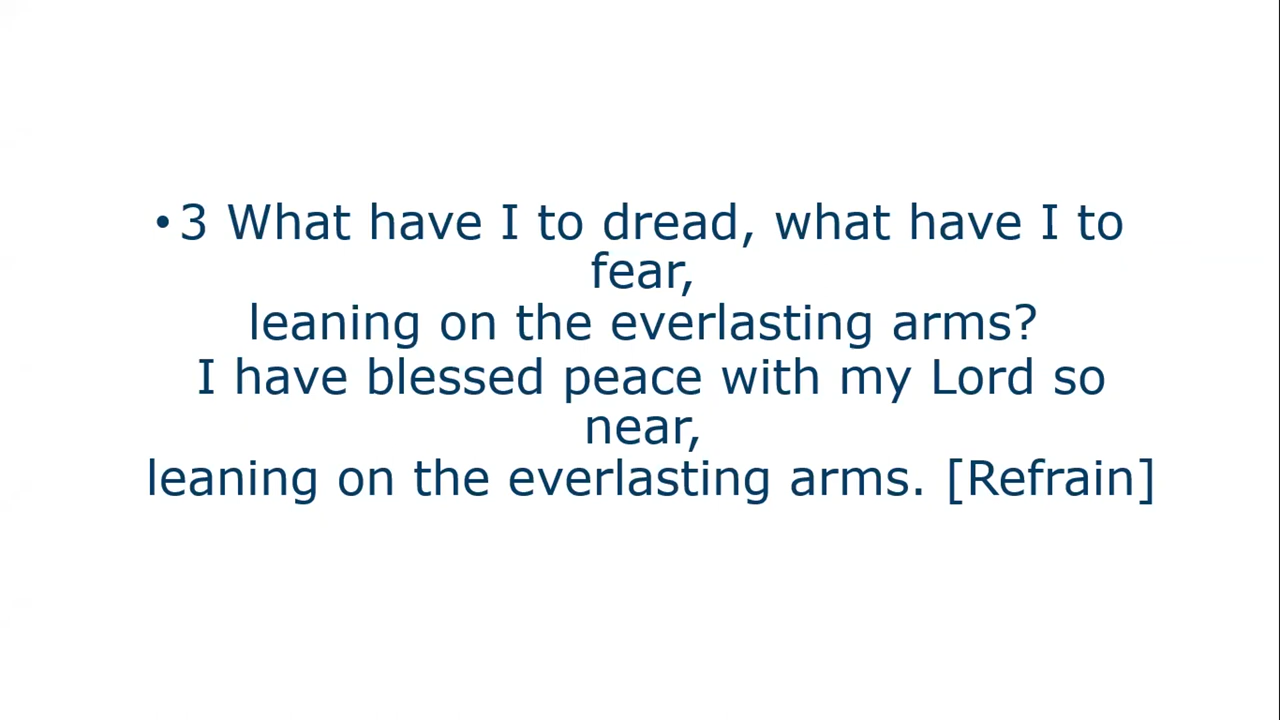 •3 What have I to dread, what have I to
fear,
leaning on the everlasting arms?
I have blessed peace with my Lord so
near,
leaning on the everlasting arms. [Refrain]